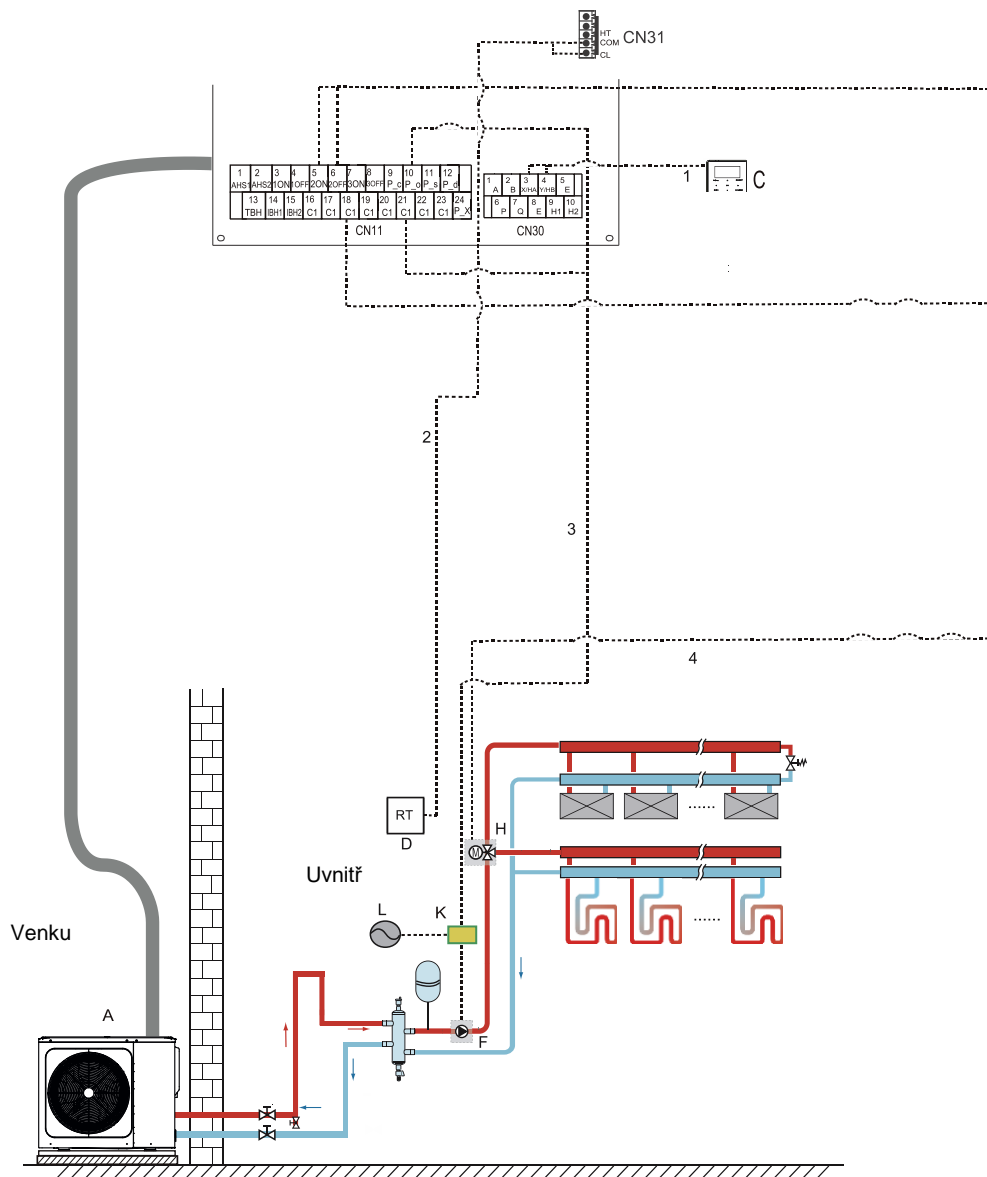 HT
COM
CL
CN31
1 2 3 4 5 6 7 8 9 10 11 12
AHS1 AHS2 1ON 1OFF 2ON 2OFF 3ON 3OFF P_c P_o P_s P_d
13 14 15 16 17 18 19 20 21 22 23 24
TBH IBH1 IBH2 C1 C1 C1 C1 C1 C1 C1 C1 P_X
CN11
1 2 3 4 5
A B X/HA Y/HB E
6 7 8 9 10
P Q E H1 H2
CN30
1
C
:
2
3
4
RT
D
H
M
Uvnitř
L
K
Venku
A
F